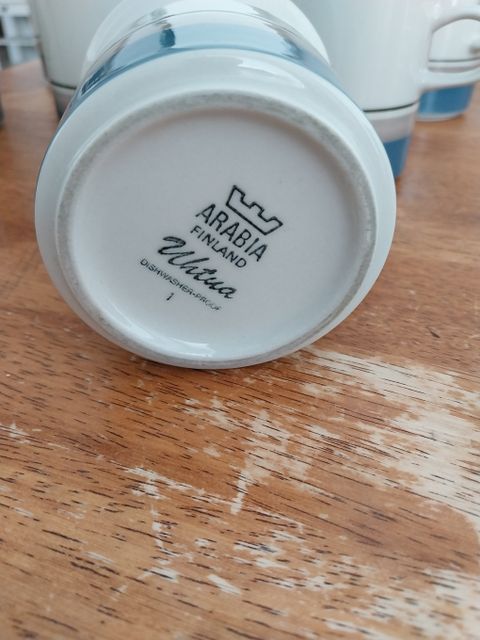 ARABIA
FINLAND
Uhtua
DISHWASHER-PROOF
1